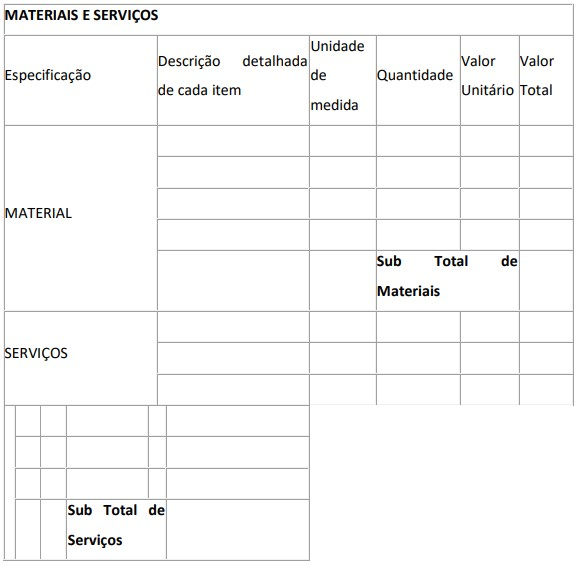 MATERIAIS E SERVIÇOS
Especificação
Descrição detalhada
de cada item
Unidade
de
medida
Quantidade
Valor
Unitário
Valor
Total
MATERIAL
Sub Total de
Materiais
SERVIÇOS
Sub Total de
Serviços